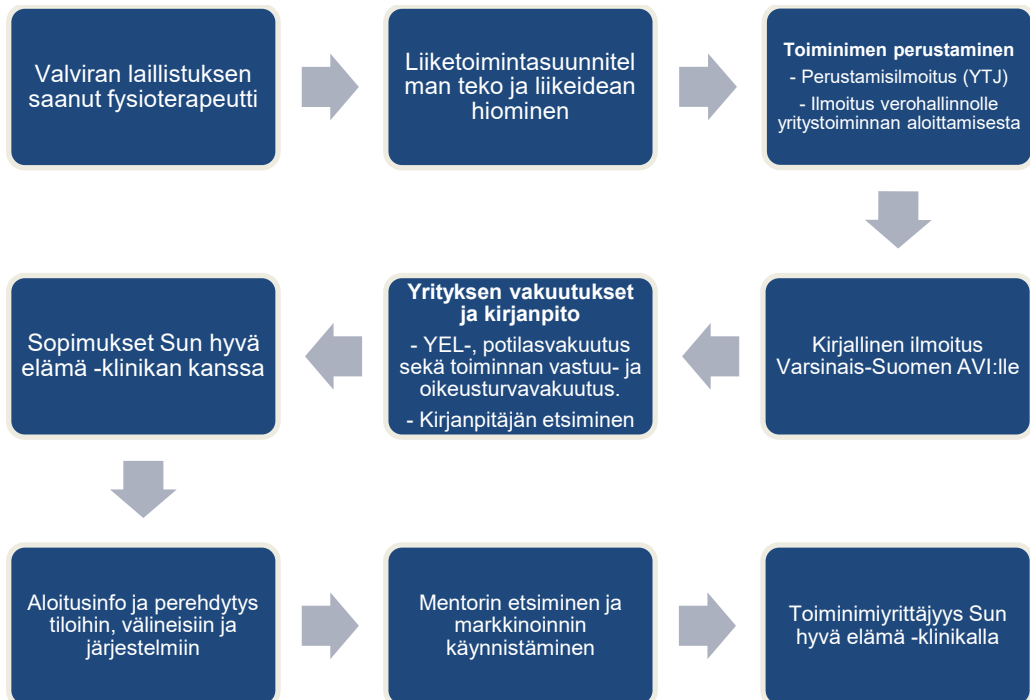 Valviran laillistuksen
saanut fysioterapeutti
Liiketoimintasuunnitel
man teko ja liikeidean
hiominen
Toiminimen perustaminen
- Perustamisilmoitus (YTJ)
- Ilmoitus verohallinnolle
yritystoiminnan aloittamisesta
Kirjallinen ilmoitus
Varsinais-Suomen AVI:lle
Yrityksen vakuutukset
ja kirjanpito
- YEL-, potilasvakuutus
sekä toiminnan vastuu- ja
oikeusturvavakuutus.
- Kirjanpitäjän etsiminen
Sopimukset Sun hyvä
elämä -klinikan kanssa
Aloitusinfo ja perehdytys
tiloihin, välineisiin ja
järjestelmiin
Mentorin etsiminen ja
markkinoinnin
käynnistäminen
Toiminimiyrittäjyys Sun
hyvä elämä -klinikalla